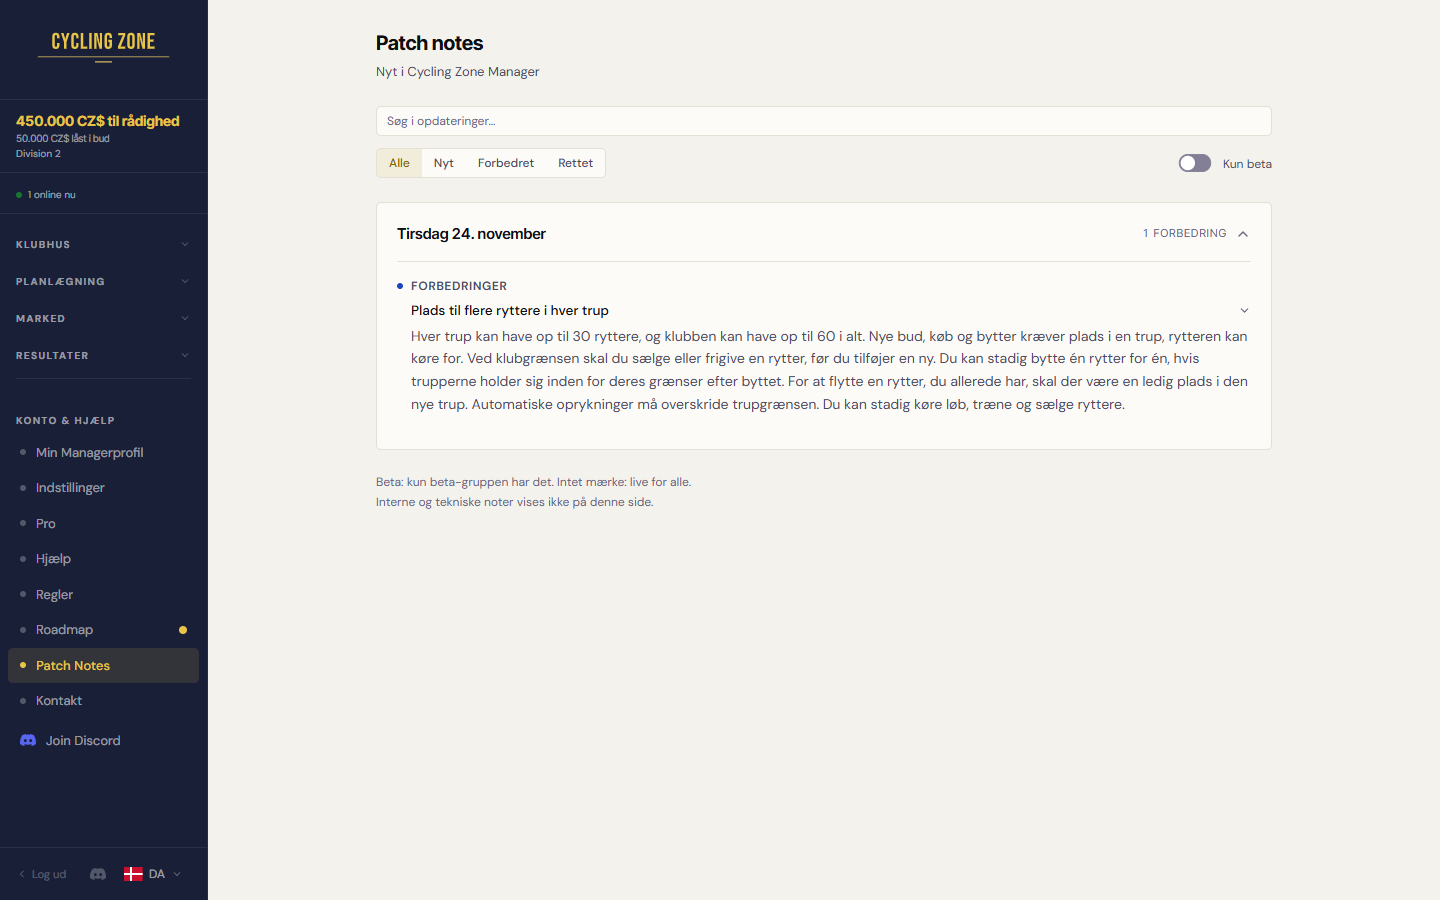 CYCLING ZONE
450.000 CZ$ til rådighed
50.000 CZ$ låst i bud
Division 2
1 online nu
KLUBHUS
PLANLÆGNING
MARKED
RESULTATER
KONTO & HJÆLP
Min Managerprofil
Indstillinger
Pro
Hjælp
Regler
Roadmap
Patch Notes
Kontakt
Join Discord
Log ud
DA
Patch notes
Nyt i Cycling Zone Manager
Søg i opdateringer...
Alle Nyt Forbedret Rettet
Kun beta
Tirsdag 24. november
1 FORBEDRING
FORBEDRINGER
Plads til flere ryttere i hver trup
Hver trup kan have op til 30 ryttere, og klubben kan have op til 60 i alt. Nye bud, køb og bytter kræver plads i en trup, rytteren kan
køre for. Ved klubgrænsen skal du sælge eller frigive en rytter, før du tilføjer en ny. Du kan stadig bytte én rytter for én, hvis
trupperne holder sig inden for deres grænser efter byttet. For at flytte en rytter, du allerede har, skal der være en ledig plads i den
nye trup. Automatiske oprykninger må overskride trupgrænsen. Du kan stadig køre løb, træne og sælge ryttere.
Beta: kun beta-gruppen har det. Intet mærke: live for alle.
Interne og tekniske noter vises ikke på denne side.